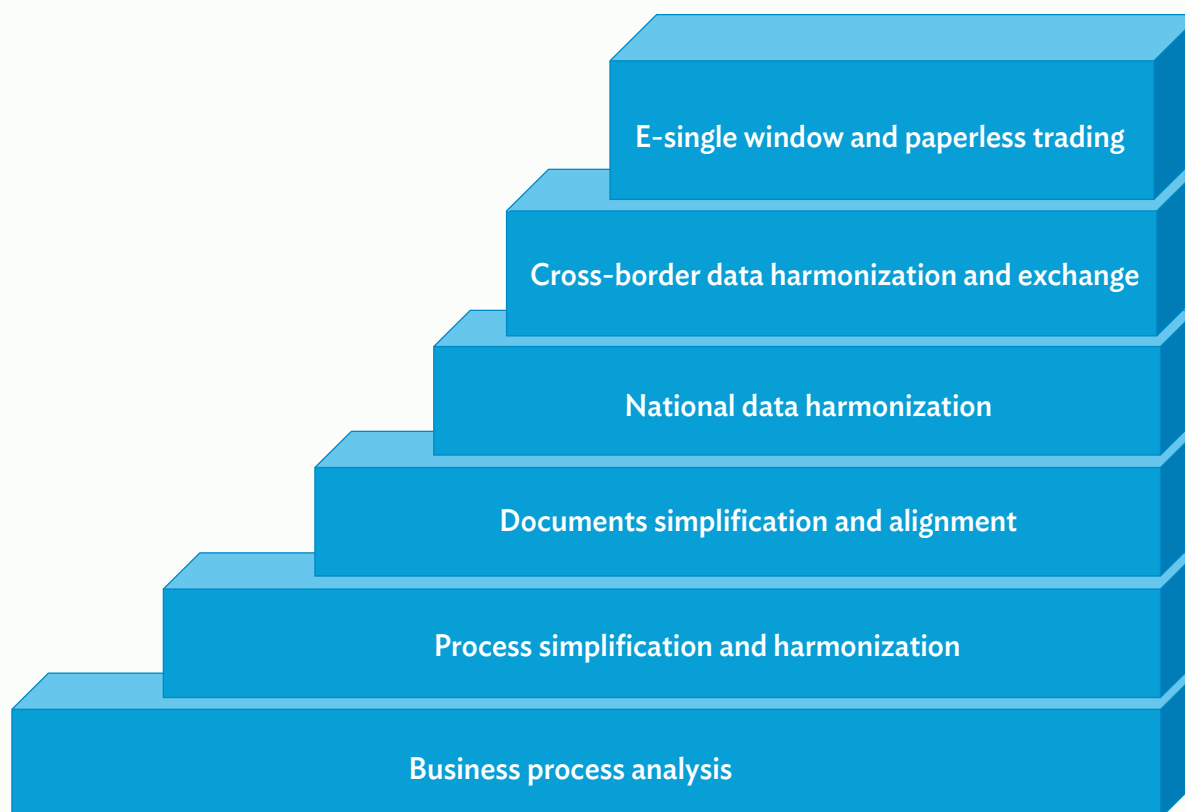 E-single window and paperless trading
Cross-border data harmonization and exchange
National data harmonization
Documents simplification and alignment
Process simplification and harmonization
Business process analysis